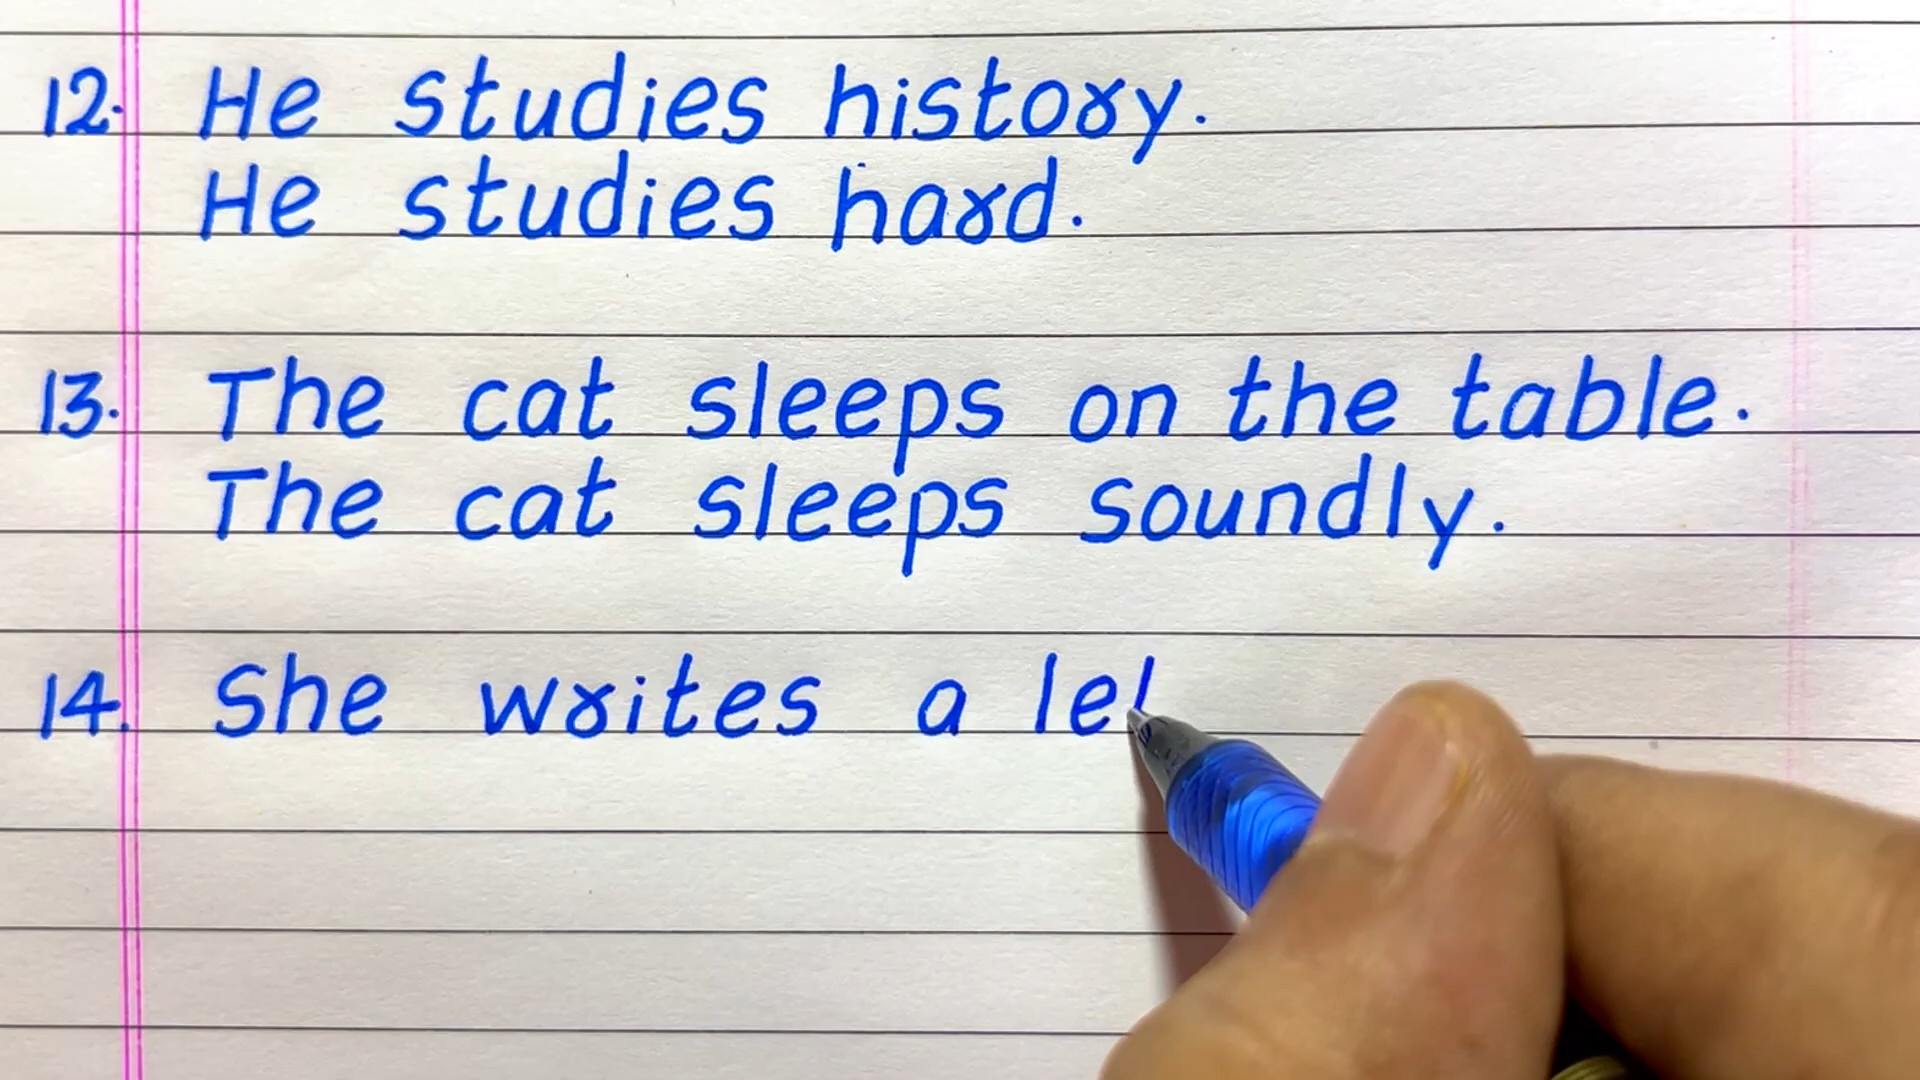 12. He studies history.
He studies hard.
13. The cat sleeps on the table.
The cat sleeps soundly.
14. She writes a